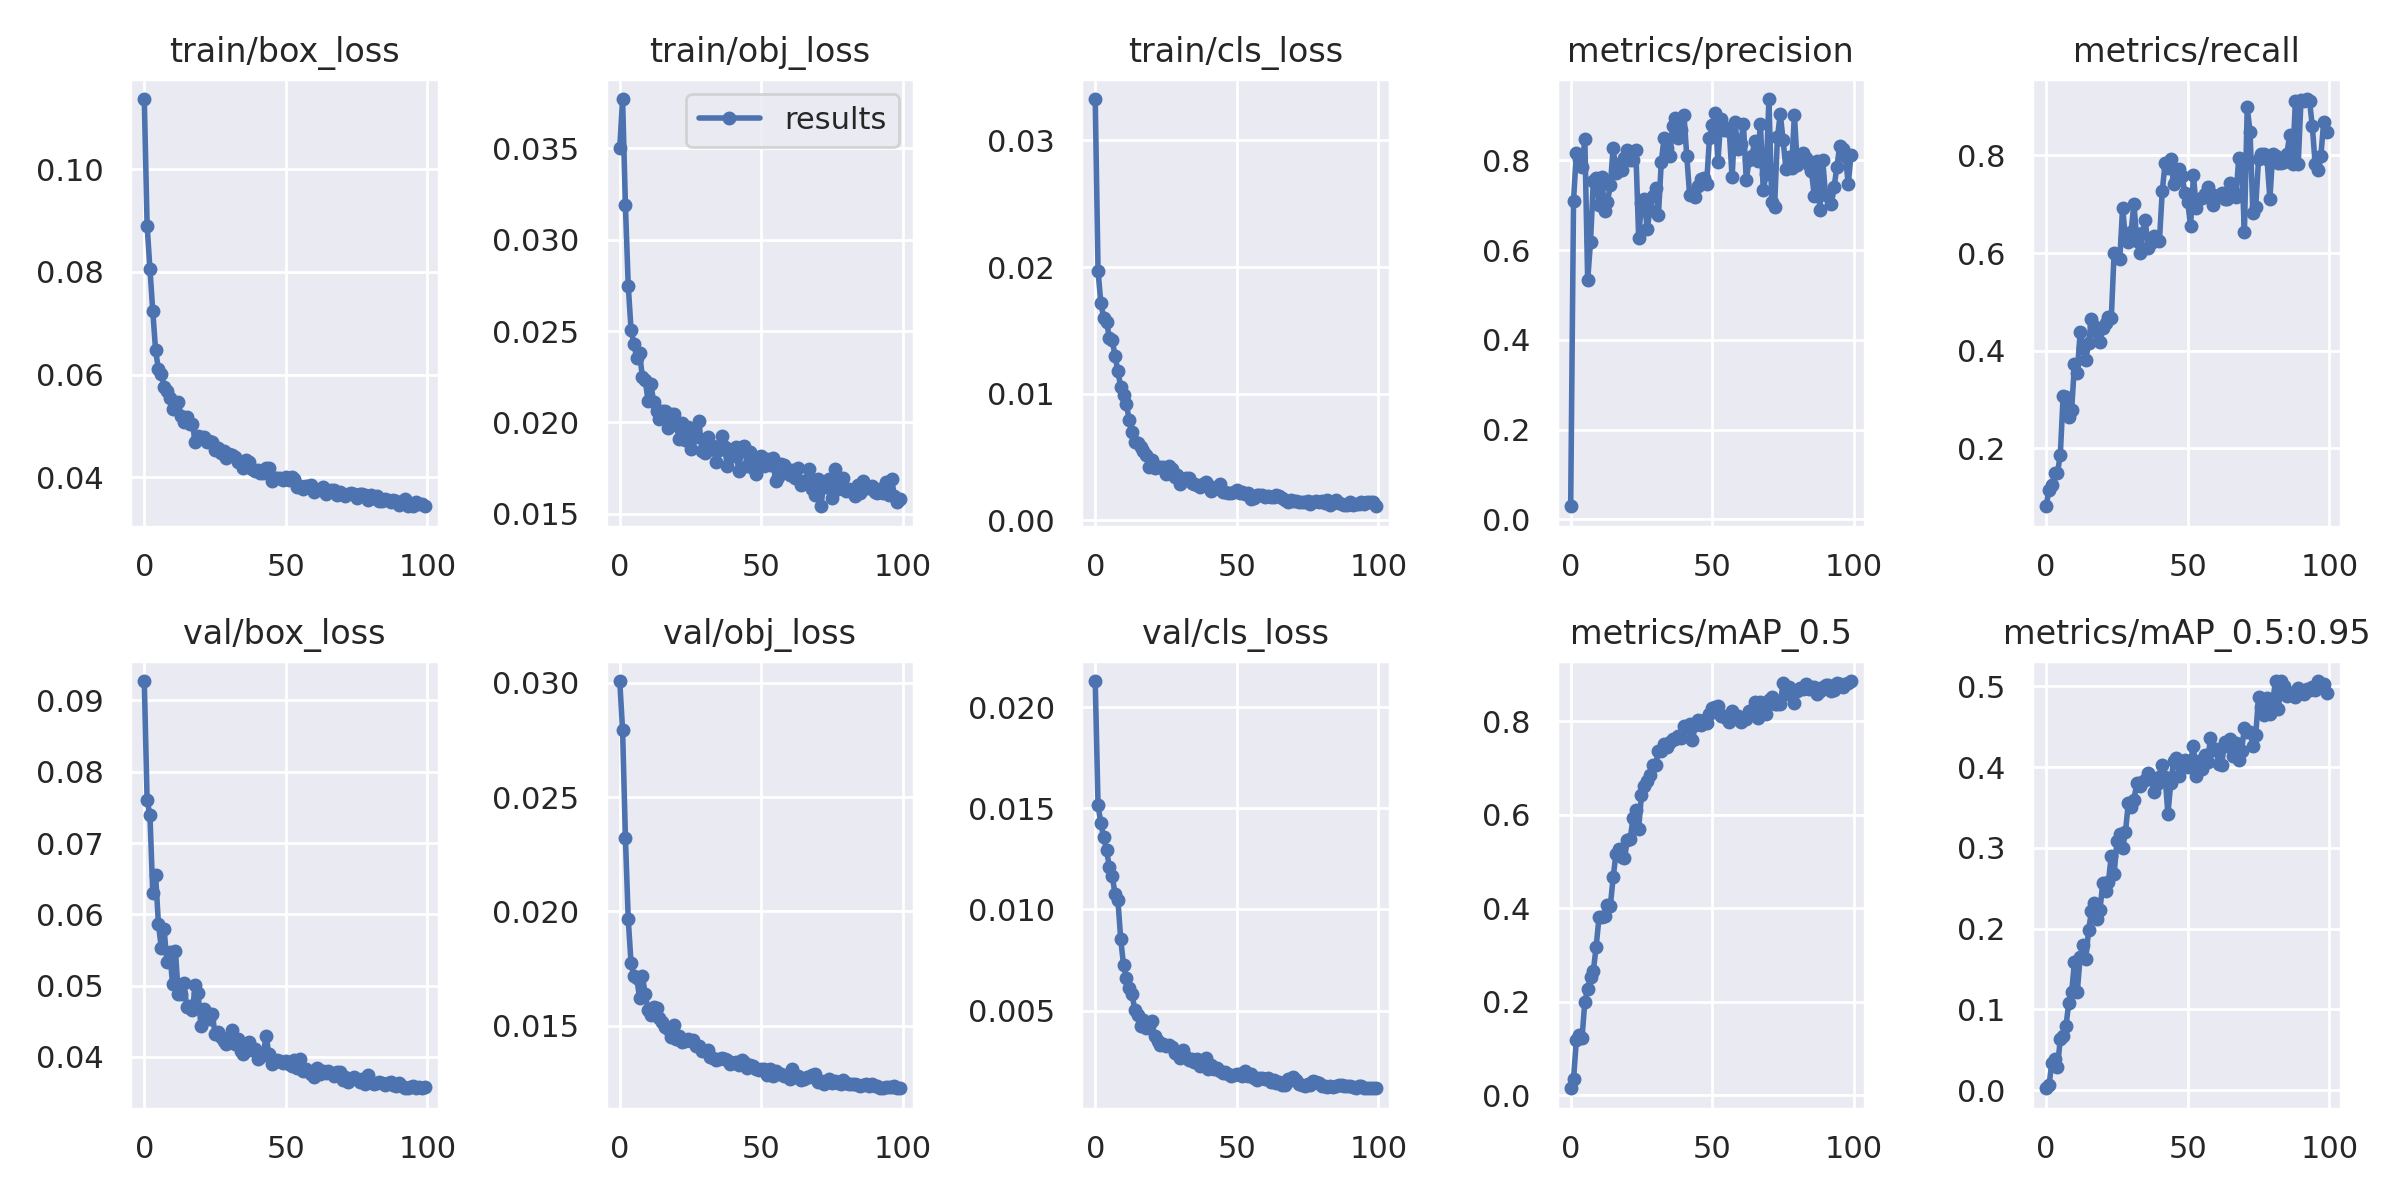 train/box_loss
train/obj_loss
train/cls_loss
metrics/precision
metrics/recall
results
0.10
0.08
0.06
0.04
0 50 100
0.035
0.030
0.025
0.020
0.015
0 50 100
0.03
0.02
0.01
0.00
0 50 100
0.8
0.6
0.4
0.2
0.0
0 50 100
0.8
0.6
0.4
0.2
0 50 100
val/box_loss
val/obj_loss
val/cls_loss
metrics/mAP_0.5
metrics/mAP_0.5:0.95
0.09
0.08
0.07
0.06
0.05
0.04
0 50 100
0.030
0.025
0.020
0.015
0 50 100
0.020
0.015
0.010
0.005
0 50 100
0.8
0.6
0.4
0.2
0.0
0 50 100
0.5
0.4
0.3
0.2
0.1
0.0
0 50 100